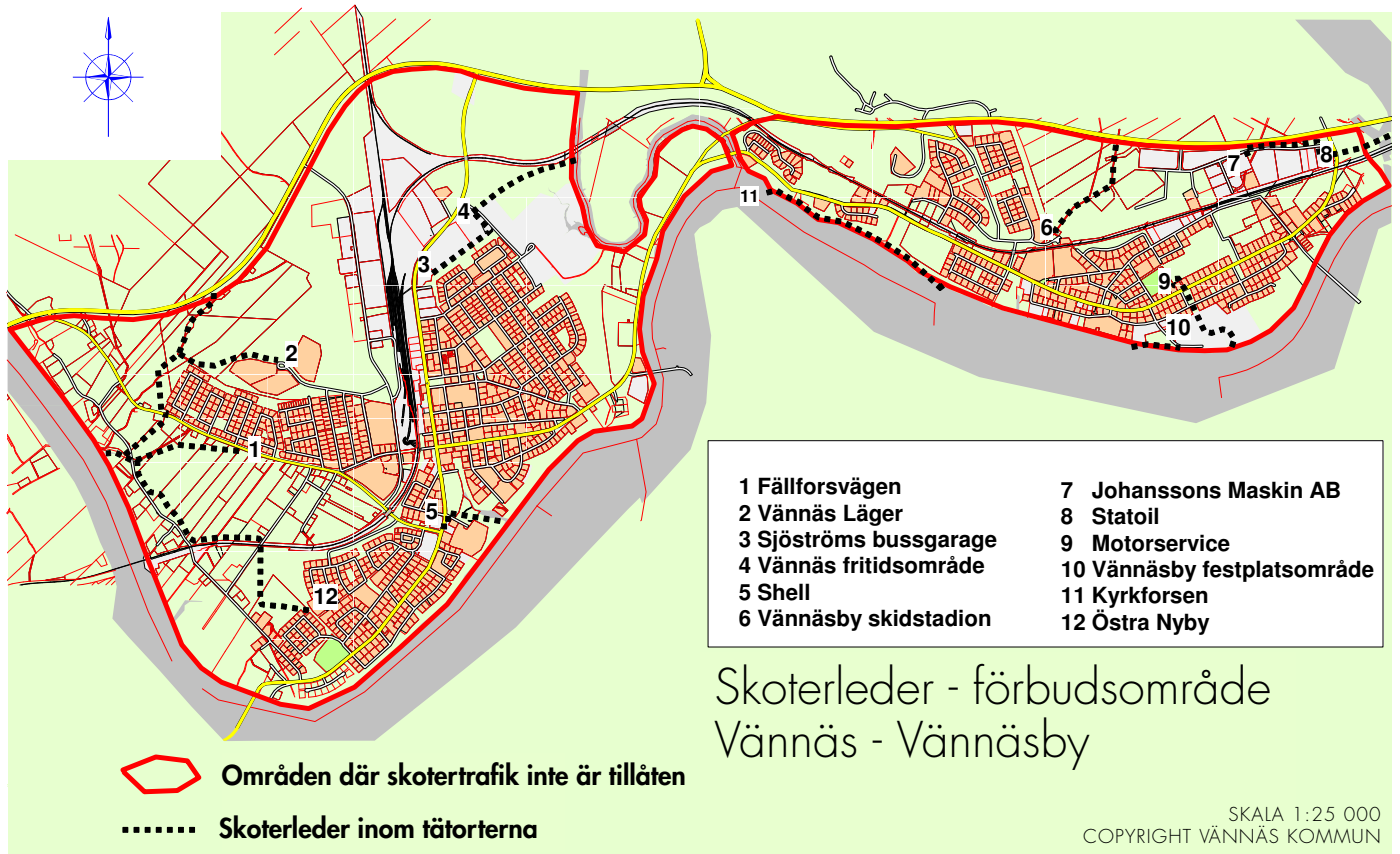 11
7
8
4
6
3
9
10
2
1
5
12
1 Fällforsvägen
2 Vännäs Läger
3 Sjöströms bussgarage
4 Vännäs fritidsområde
5 Shell
6 Vännäsby skidstadion
7 Johanssons Maskin AB
8 Statoil
9 Motorservice
10 Vännäsby festplatsområde
11 Kyrkforsen
12 Östra Nyby
Skoterleder - förbudsområde
Vännäs - Vännäsby
Områden där skotertrafik inte är tillåten
Skoterleder inom tätorterna
SKALA 1:25 000
COPYRIGHT VÄNNÄS KOMMUN